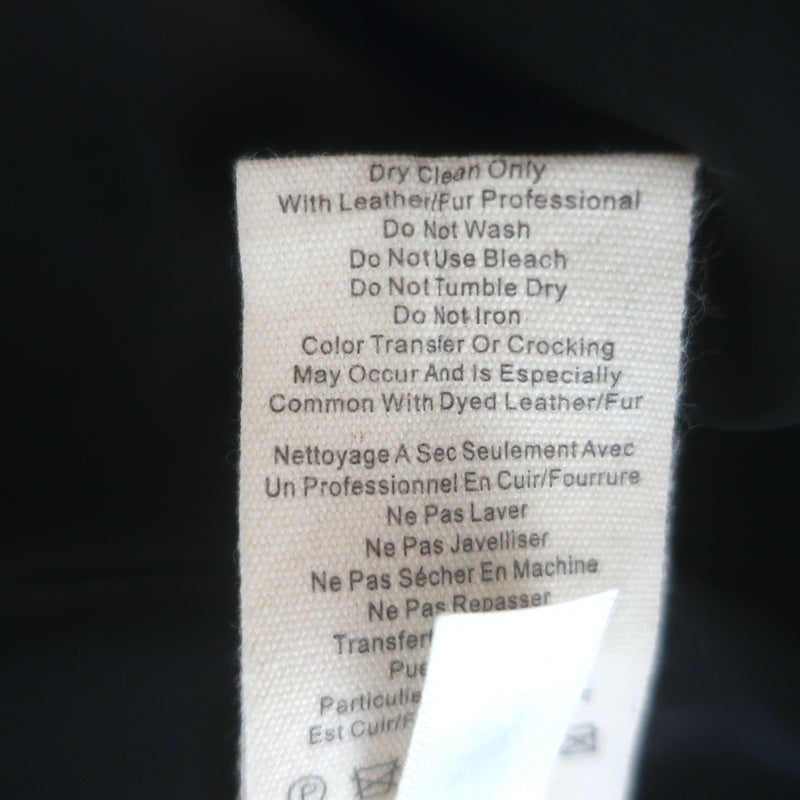 Dry Clean Only
With Leather/Fur Professional
Do Not Wash
Do Not Use Bleach
Do Not Tumble Dry
Do Not Iron
Color Transfer Or Crocking
May Occur And Is Especially
Common With Dyed Leather/Fur
Nettoyage A Sec Seulement Avec
Un Professionnel En Cuir/Fourrure
Ne Pas Laver
Ne Pas Javelliser
Ne Pas Sécher En Machine
Ne Pas Repasser
Est
P